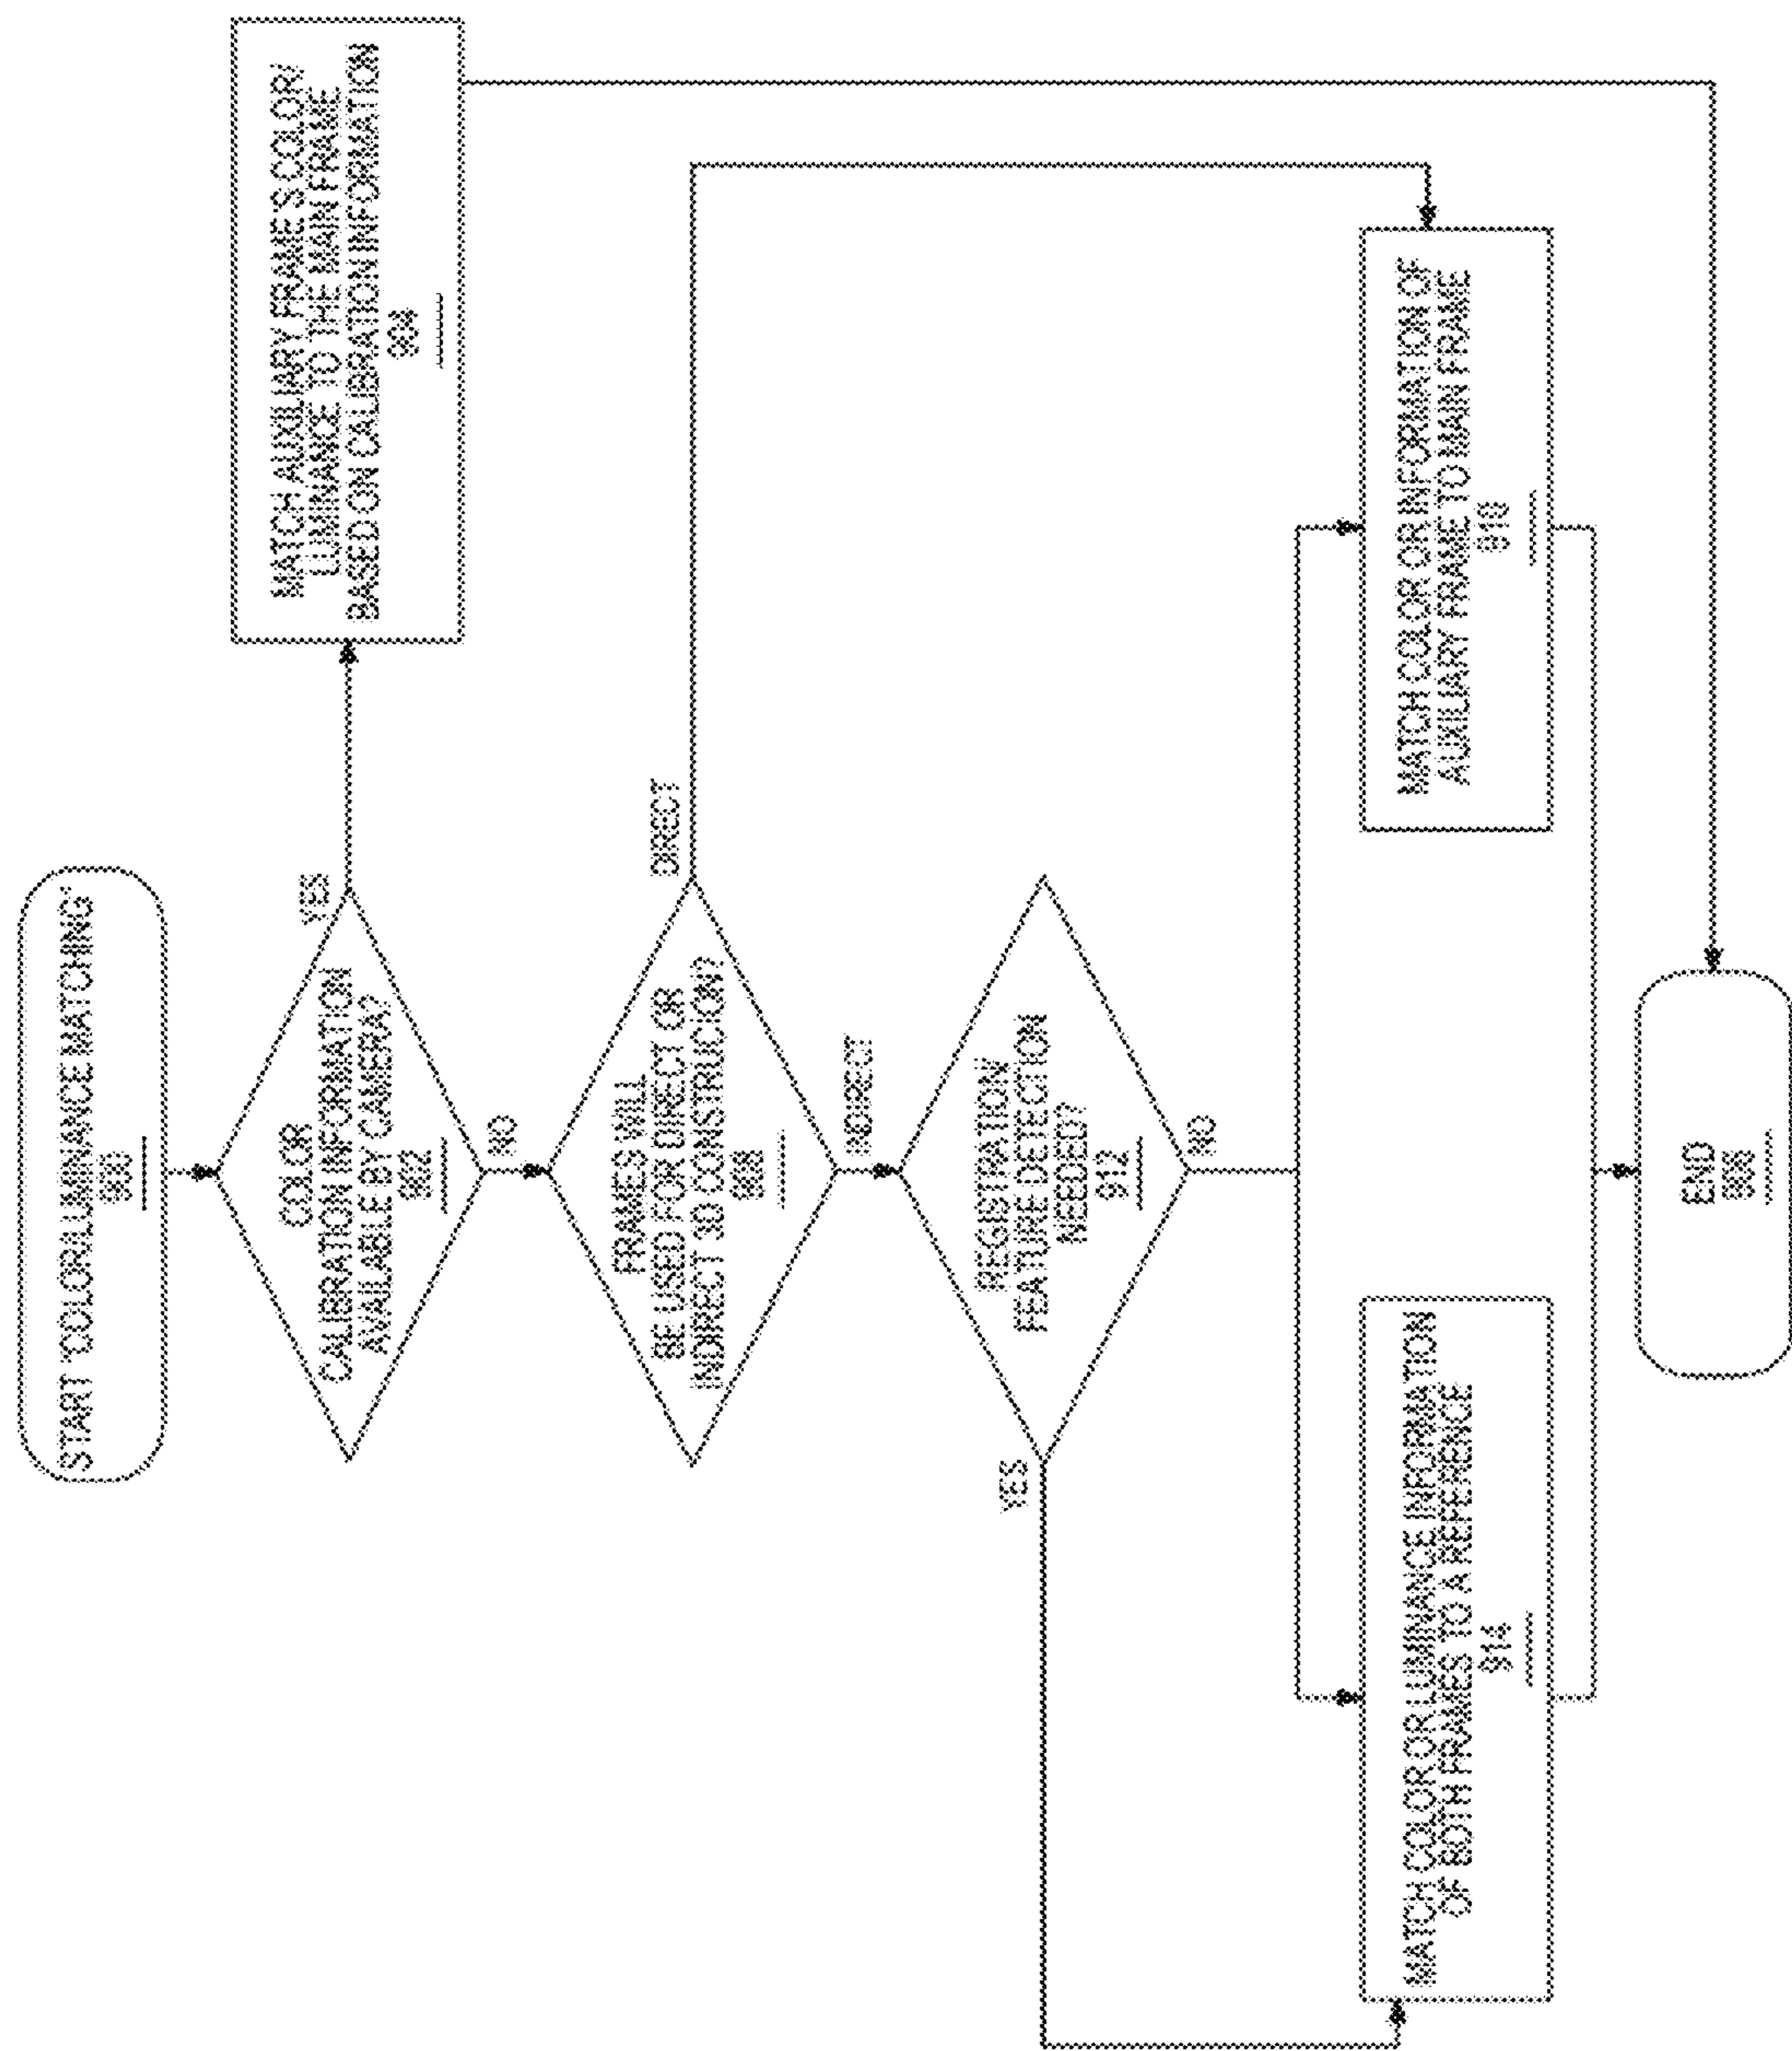 START "COLOR/LUMINANCE MATCHING"
900
COLOR
CALIBRATION INFORMATION
AVAILABLE BY CAMERA?
902
YES
MATCH AUXILIARY FRAME'S COLOR/
LUMINANCE TO THE MAIN FRAME
BASED ON CALIBRATION INFORMATION
904
NO
FRAMES WILL
BE USED FOR DIRECT OR
INDIRECT 3D CONSTRUCION?
908
DIRECT
INDIRECT
REGISTRATION/
FEATURE DETECTION
NEEDED?
912
YES
NO
MATCH COLOR OR LUMINANCE INFORMATION
OF BOTH FRAMES TO A REFERENCE
914
MATCH COLOR OR INFORMATION OF
AUXILIARY FRAME TO MAIN FRAME
910
END
906